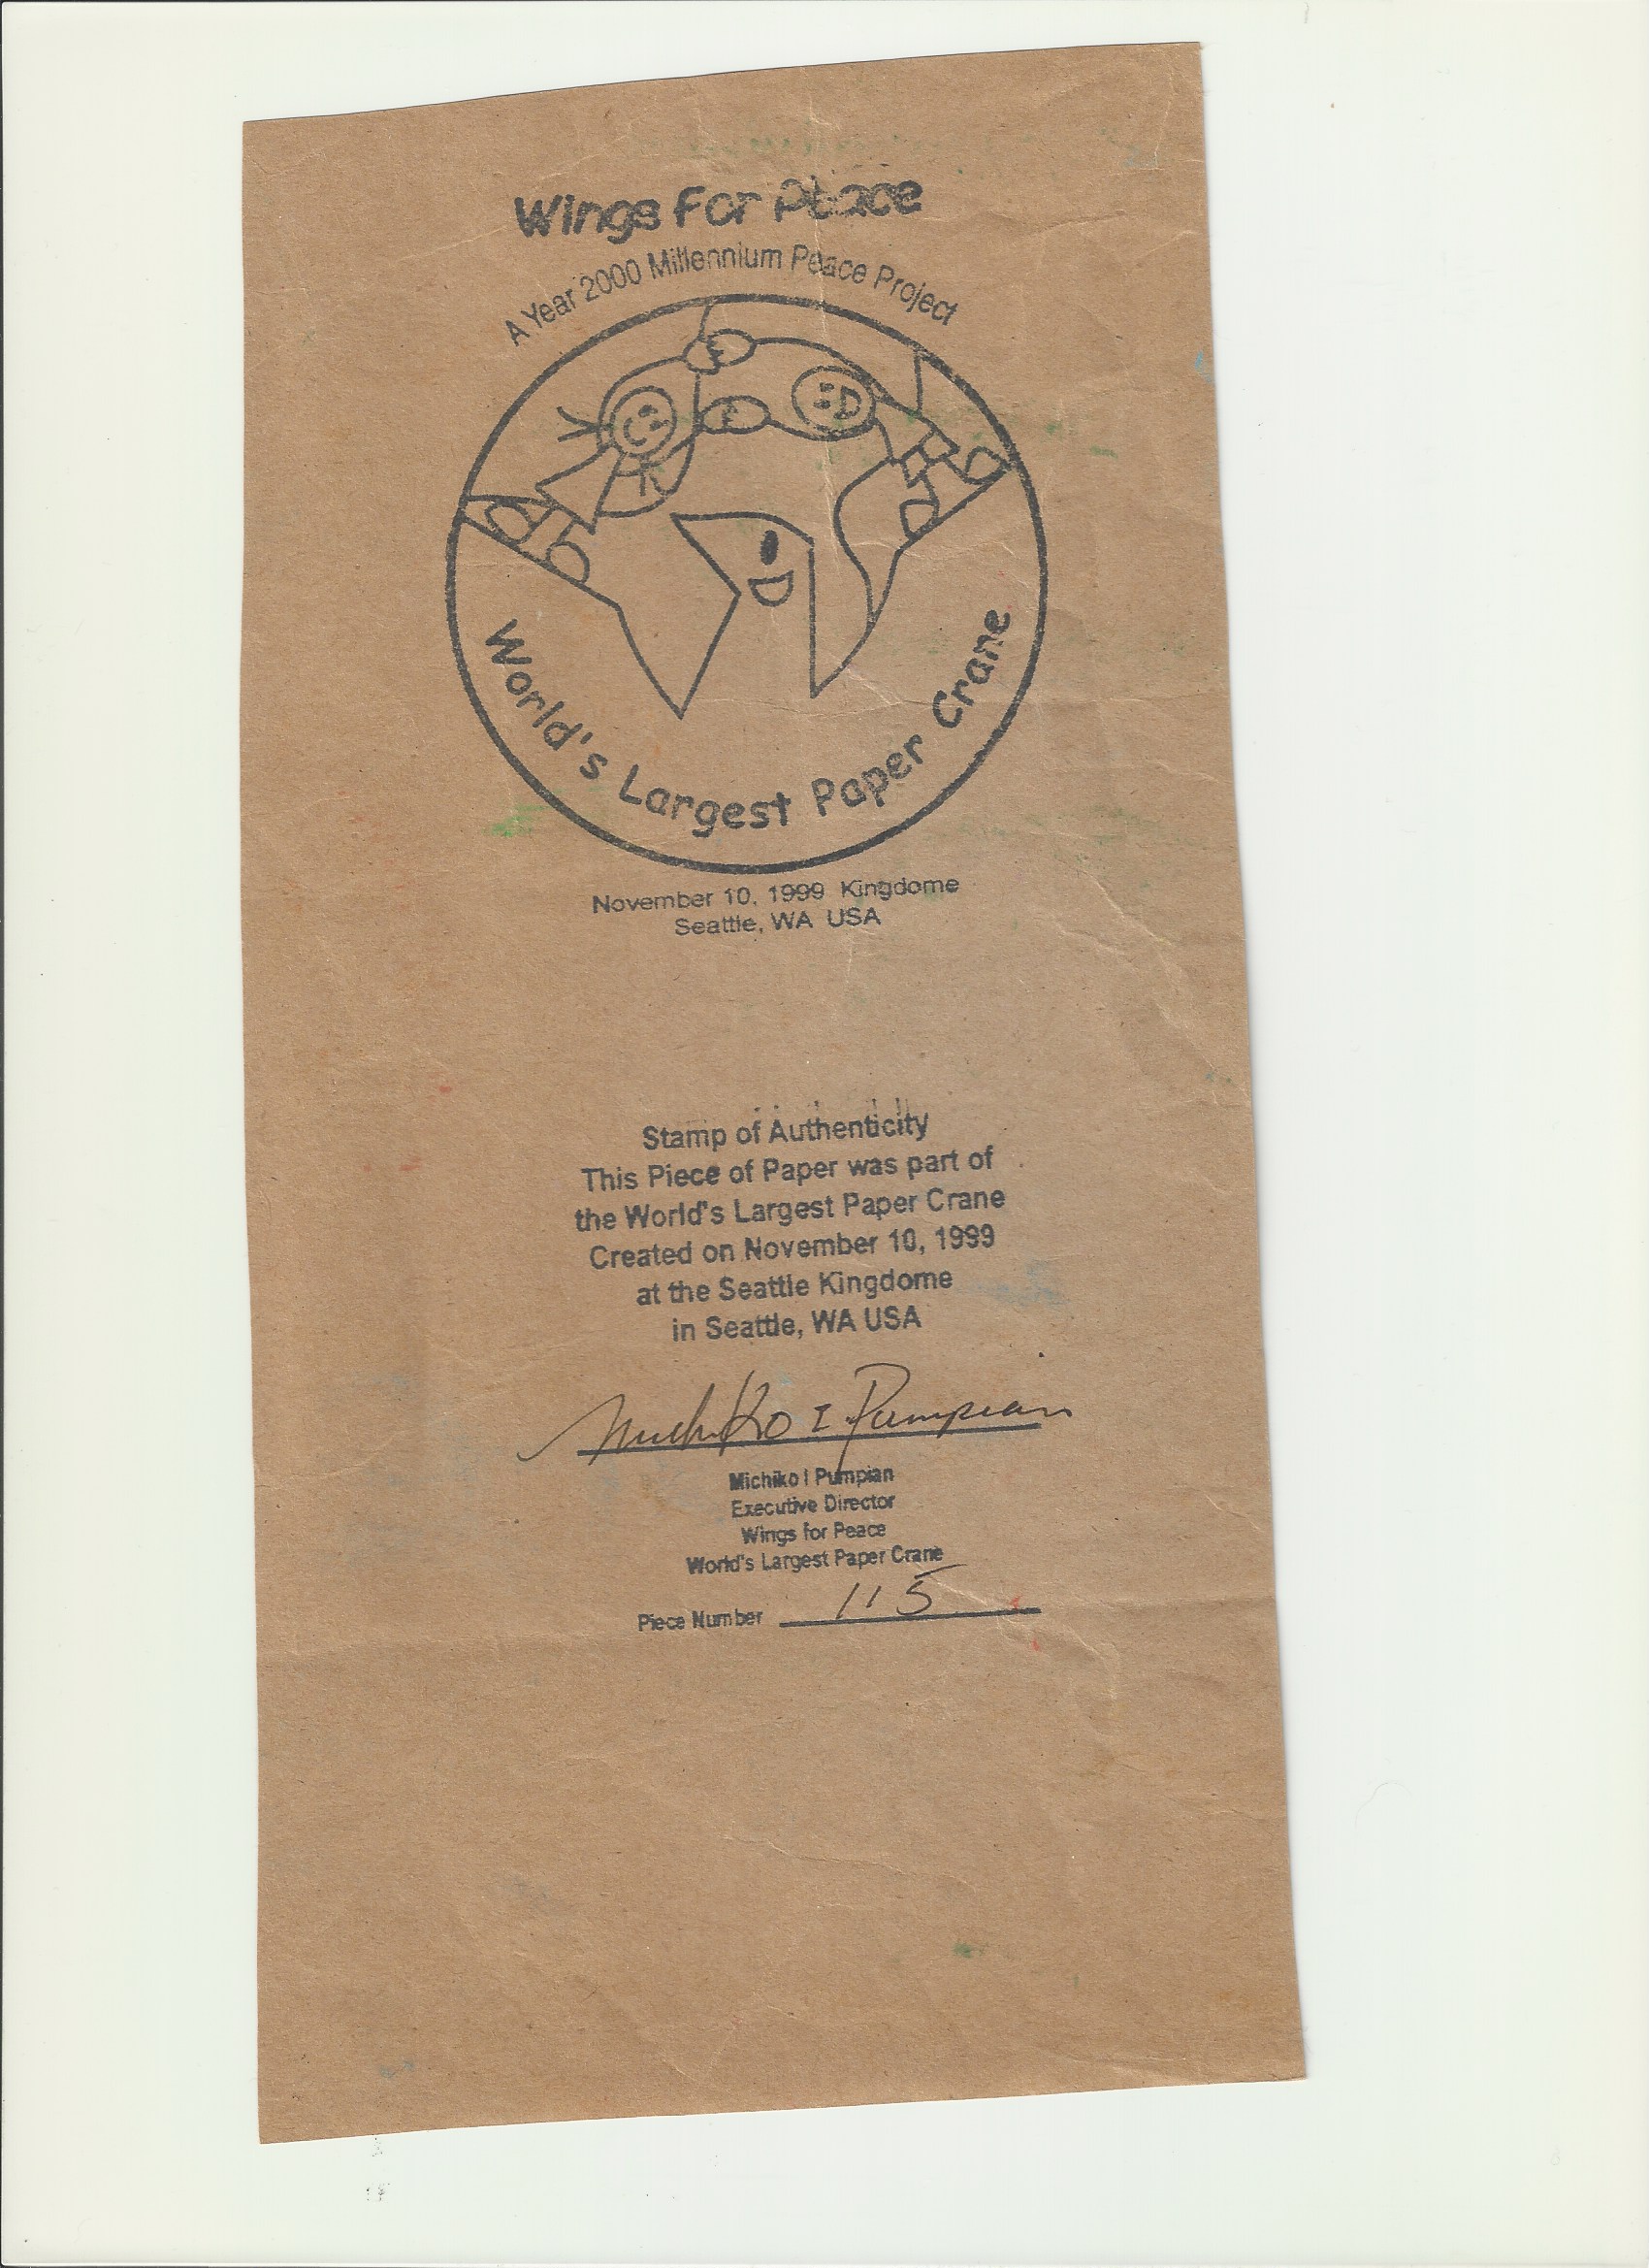 Wings For Peace
A Year 2000 Millennium Peace Project
World's Largest Paper Crane
November 10, 1999 Kingdome
Seattle, WA USA
Stamp of Authenticity
This Piece of Paper was part of
the World's Largest Paper Crane
Created on November 10, 1999
at the Seattle Kingdome
in Seattle, WA USA
Michiko I Pumpian
Michiko I Pumpian
Executive Director
Wings for Peace
World's Largest Paper Crane
Piece Number 115